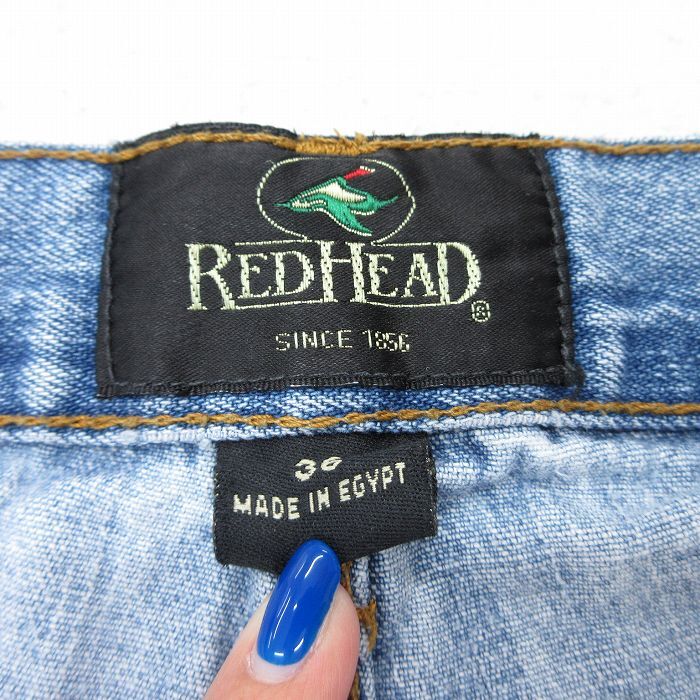 REDHEAD®
SINCE 1856
36
MADE IN EGYPT